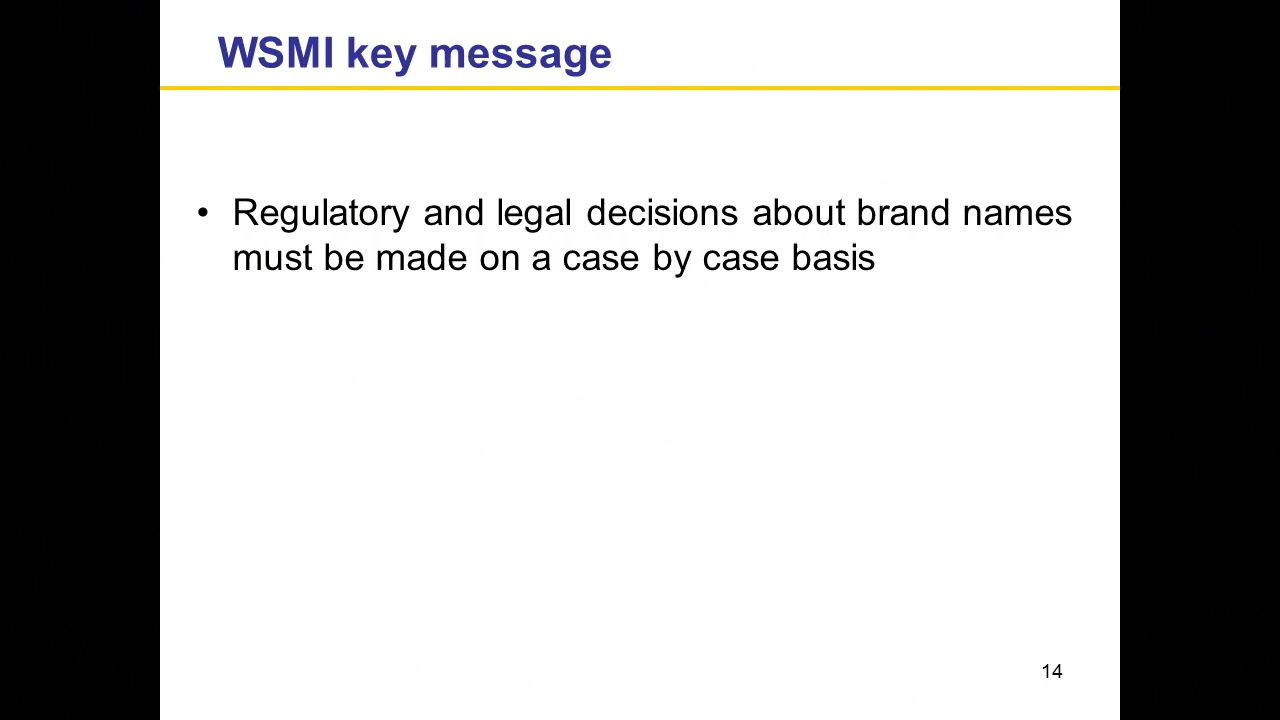 WSMI key message
• Regulatory and legal decisions about brand names
must be made on a case by case basis
14